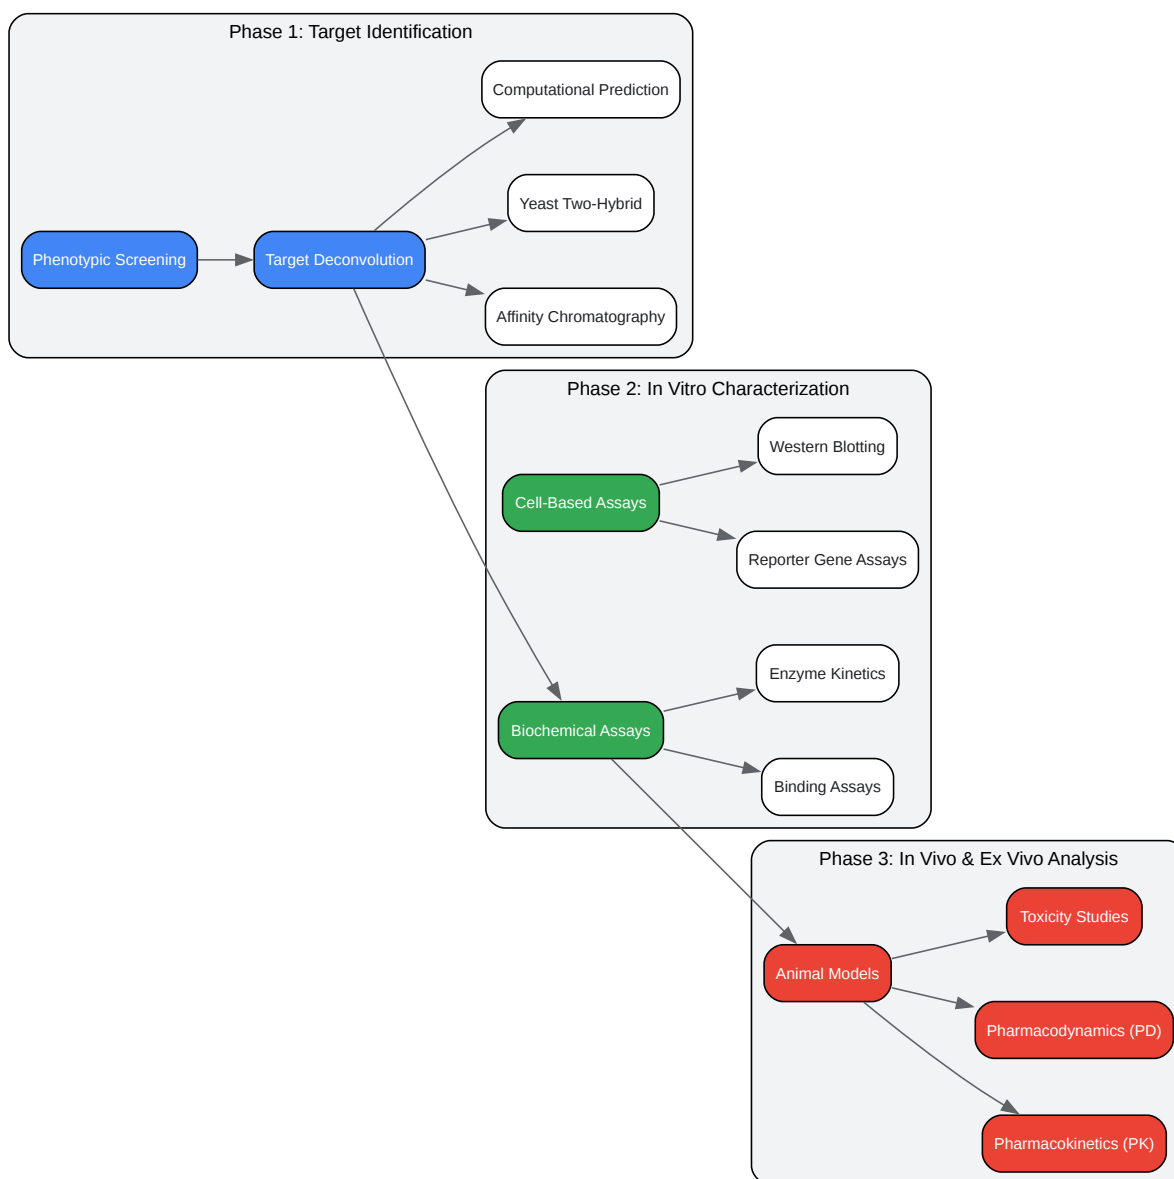 Phase 1: Target Identification
Computational Prediction
Yeast Two-Hybrid
Phenotypic Screening
Target Deconvolution
Affinity Chromatography
Phase 2: In Vitro Characterization
Western Blotting
Cell-Based Assays
Reporter Gene Assays
Enzyme Kinetics
Biochemical Assays
Binding Assays
Phase 3: In Vivo & Ex Vivo Analysis
Toxicity Studies
Animal Models
Pharmacodynamics (PD)
Pharmacokinetics (PK)